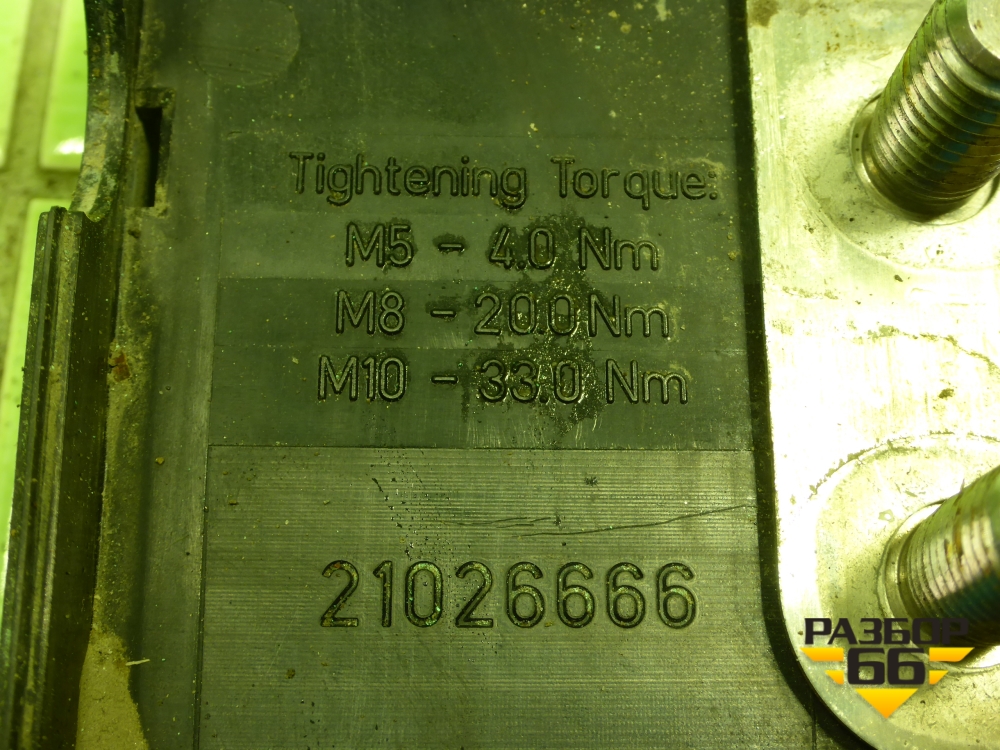 Tightening Torque:
M5 - 4.0 Nm
M8 - 20.0 Nm
M10 - 33.0 Nm
21026666
РАЗБОР
66